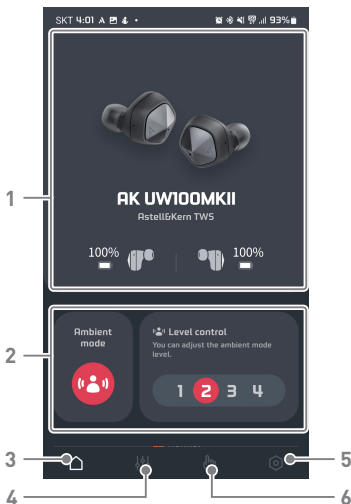 SKT 4:01
93%
AK UW100MKII
Astell&Kern TWS
100%
100%
1
Ambient
mode
Level control
You can adjust the ambient mode
level.
1 2 3 4
2
3
5
4
6